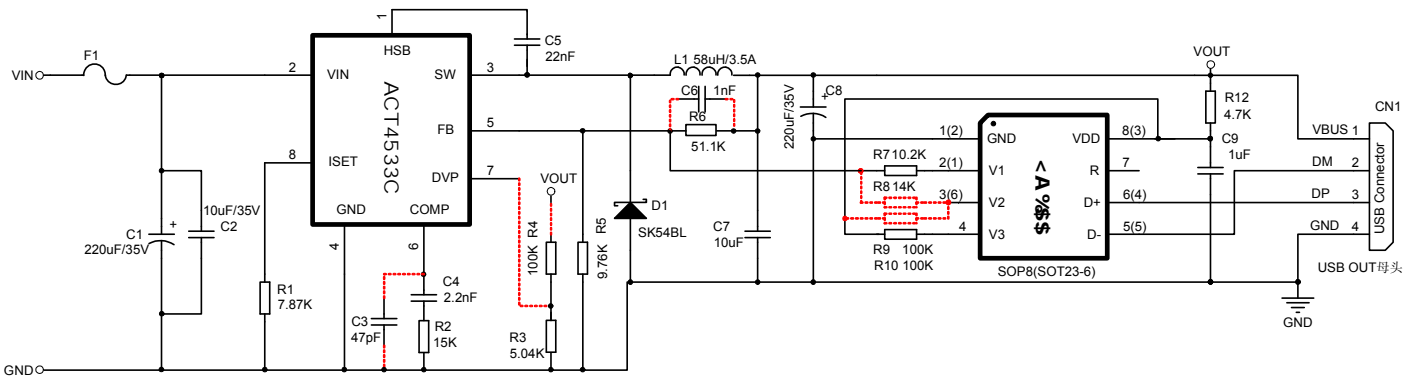 VIN
F1
C1
220uF/35V
+
10uF/35V
C2
R1
7.87K
GND
1
HSB
2
VIN
SW
3
FB
5
8
ISET
DVP
7
GND
COMP
4
6
ACT4533C
C5
22nF
C3
47pF
C4
2.2nF
R2
15K
VOUT
100K R4
R3
5.04K
9.76K R5
D1
SK54BL
L1 58uH/3.5A
C6
1nF
R6
51.1K
C7
10uF
220uF/35V
+
C8
R7 10.2K
R8 14K
R9 100K
R10 100K
1(2)
GND
VDD
8(3)
2(1)
V1
R
7
3(6)
V2
D+
6(4)
4
V3
D-
5(5)
<A%$$
SOP8(SOT23-6)
VOUT
R12
4.7K
C9
1uF
CN1
VBUS 1
DM 2
DP 3
GND 4
USB Connector
USB OUT母头
GND